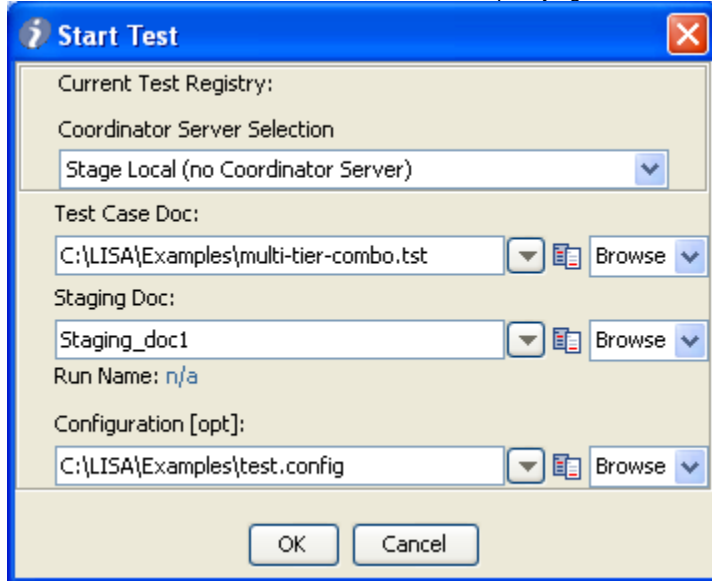 Start Test
Current Test Registry:
Coordinator Server Selection
Stage Local (no Coordinator Server)
Test Case Doc:
C:\LISA\Examples\multi-tier-combo.tst Browse
Staging Doc:
Staging_doc1 Browse
Run Name: n/a
Configuration [opt]:
C:\LISA\Examples\test.config Browse
OK Cancel